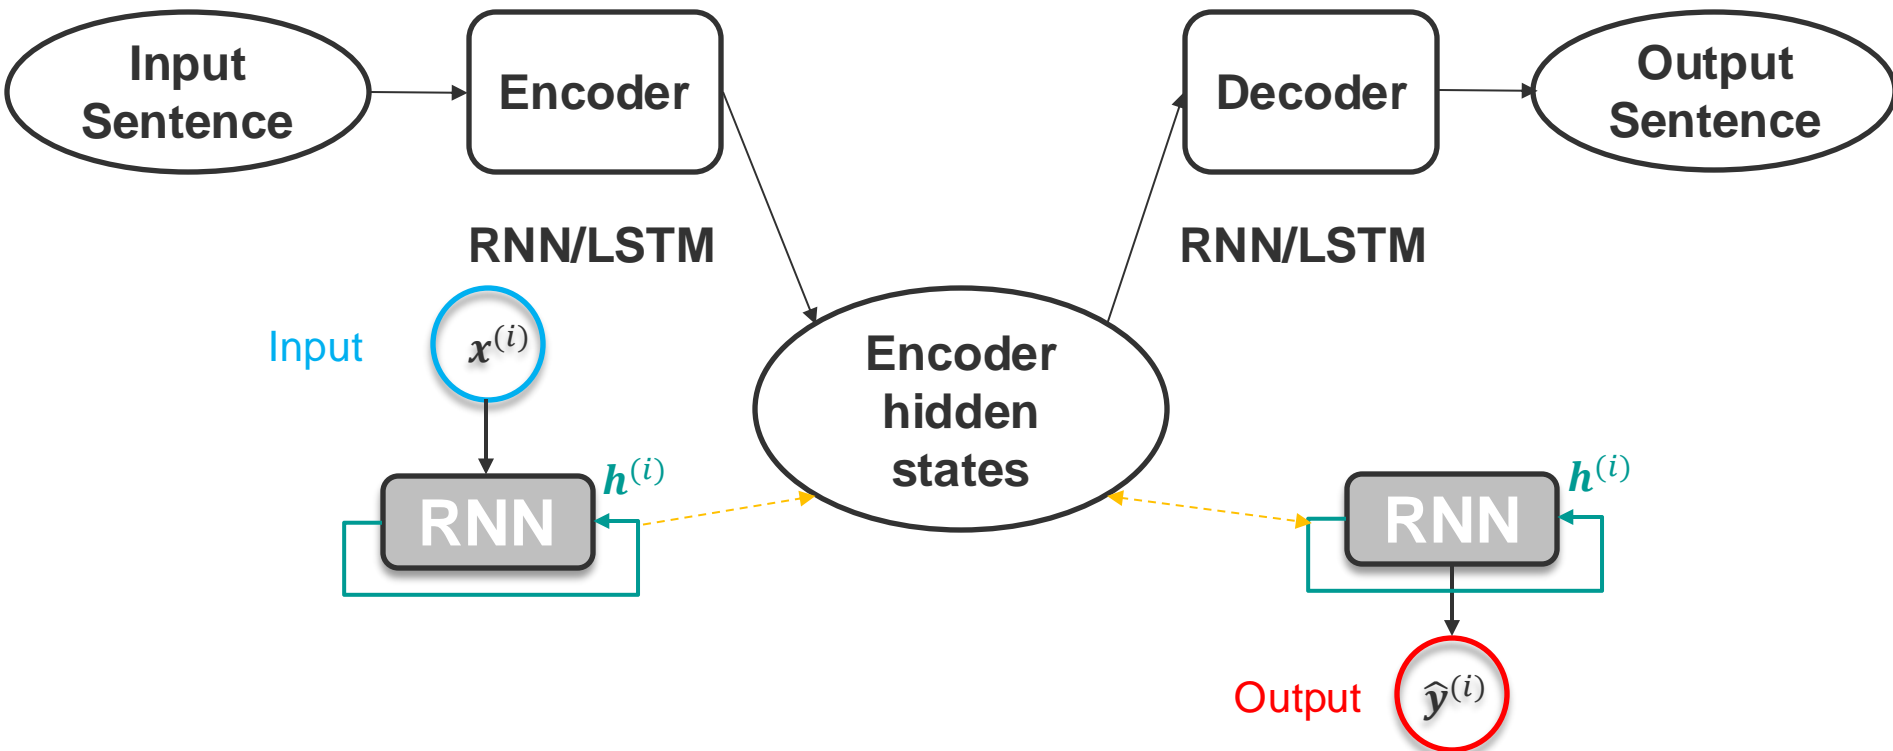 Input
Sentence
Encoder
Decoder
Output
Sentence
RNN/LSTM
RNN/LSTM
Input
x^(i)
Encoder
hidden
states
h^(i)
RNN
h^(i)
RNN
Output
ŷ^(i)